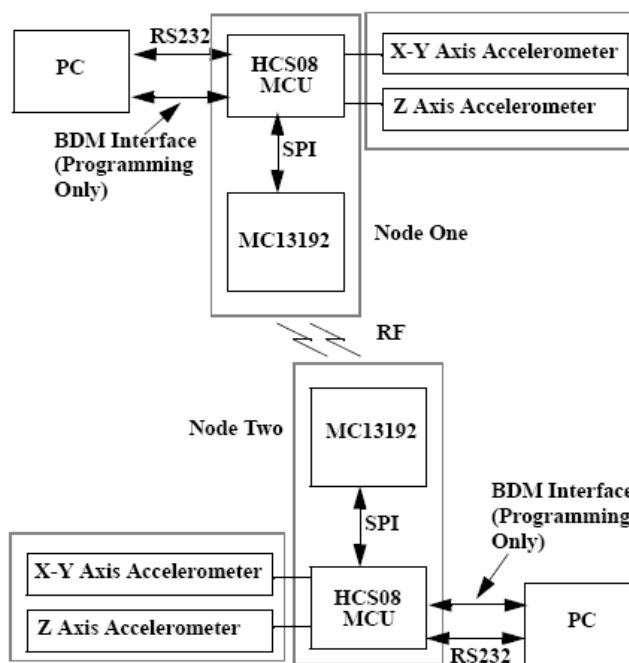 RS232
PC
HCS08
MCU
X-Y Axis Accelerometer
Z Axis Accelerometer
BDM Interface
(Programming
Only)
SPI
MC13192
Node One
RF
Node Two
MC13192
SPI
BDM Interface
(Programming
Only)
X-Y Axis Accelerometer
Z Axis Accelerometer
HCS08
MCU
PC
RS232